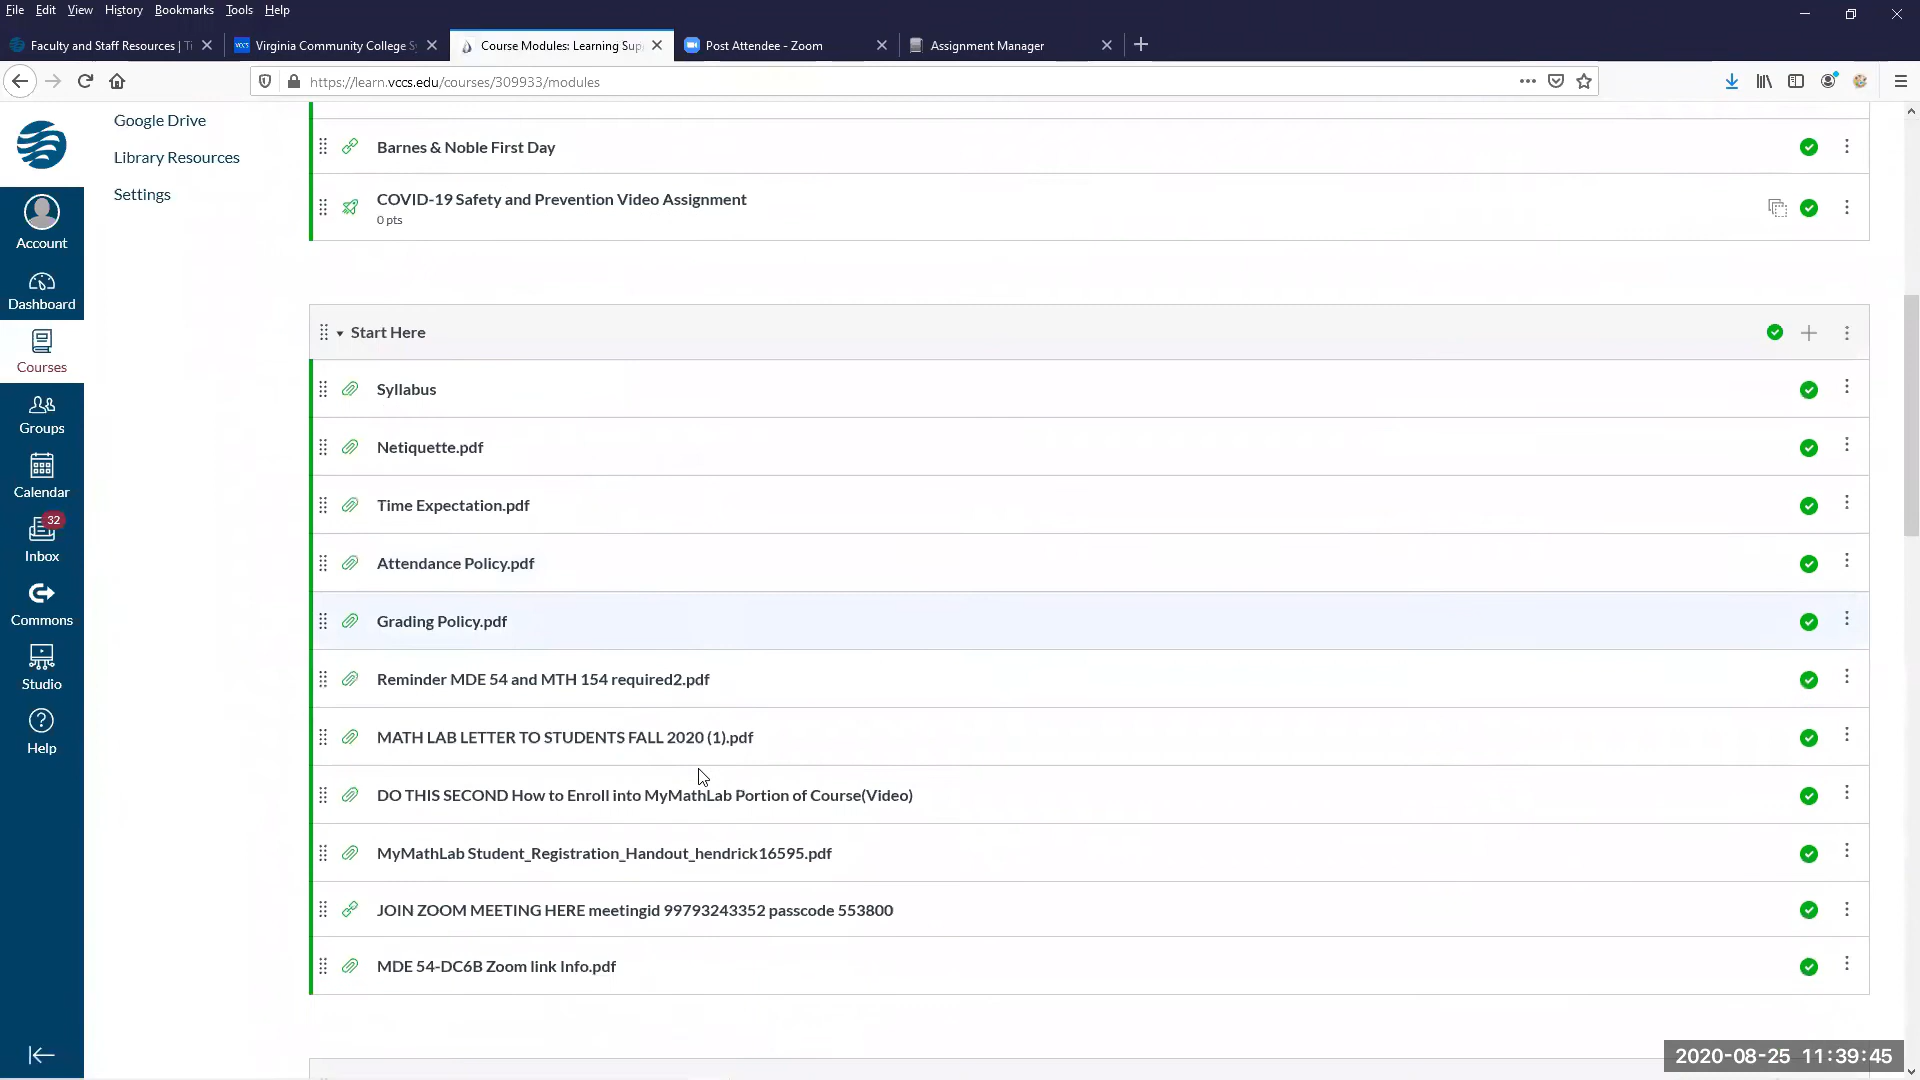 File Edit View History Bookmarks Tools Help
Faculty and Staff Resources | Ti
Virginia Community College S
Course Modules: Learning Sup
Post Attendee - Zoom
Assignment Manager
https://learn.vccs.edu/courses/309933/modules
Google Drive
Library Resources
Settings
Account
Dashboard
Courses
Groups
Calendar
32
Inbox
Commons
Studio
Help
Barnes & Noble First Day
COVID-19 Safety and Prevention Video Assignment
0 pts
Start Here
Syllabus
Netiquette.pdf
Time Expectation.pdf
Attendance Policy.pdf
Grading Policy.pdf
Reminder MDE 54 and MTH 154 required2.pdf
MATH LAB LETTER TO STUDENTS FALL 2020 (1).pdf
DO THIS SECOND How to Enroll into MyMathLab Portion of Course(Video)
MyMathLab Student_Registration_Handout_hendrick16595.pdf
JOIN ZOOM MEETING HERE meetingid 99793243352 passcode 553800
MDE 54-DC6B Zoom link Info.pdf
2020-08-25 11:39:45